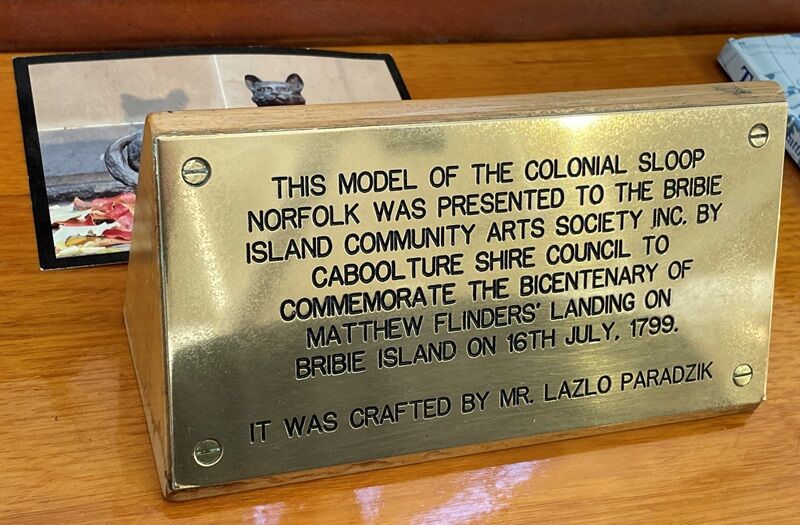 THIS MODEL OF THE COLONIAL SLOOP
NORFOLK WAS PRESENTED TO THE BRIBIE
ISLAND COMMUNITY ARTS SOCIETY INC. BY
CABOOLTURE SHIRE COUNCIL TO
COMMEMORATE THE BICENTENARY OF
MATTHEW FLINDERS' LANDING ON
BRIBIE ISLAND ON 16TH JULY, 1799.
IT WAS CRAFTED BY MR. LAZLO PARADZIK